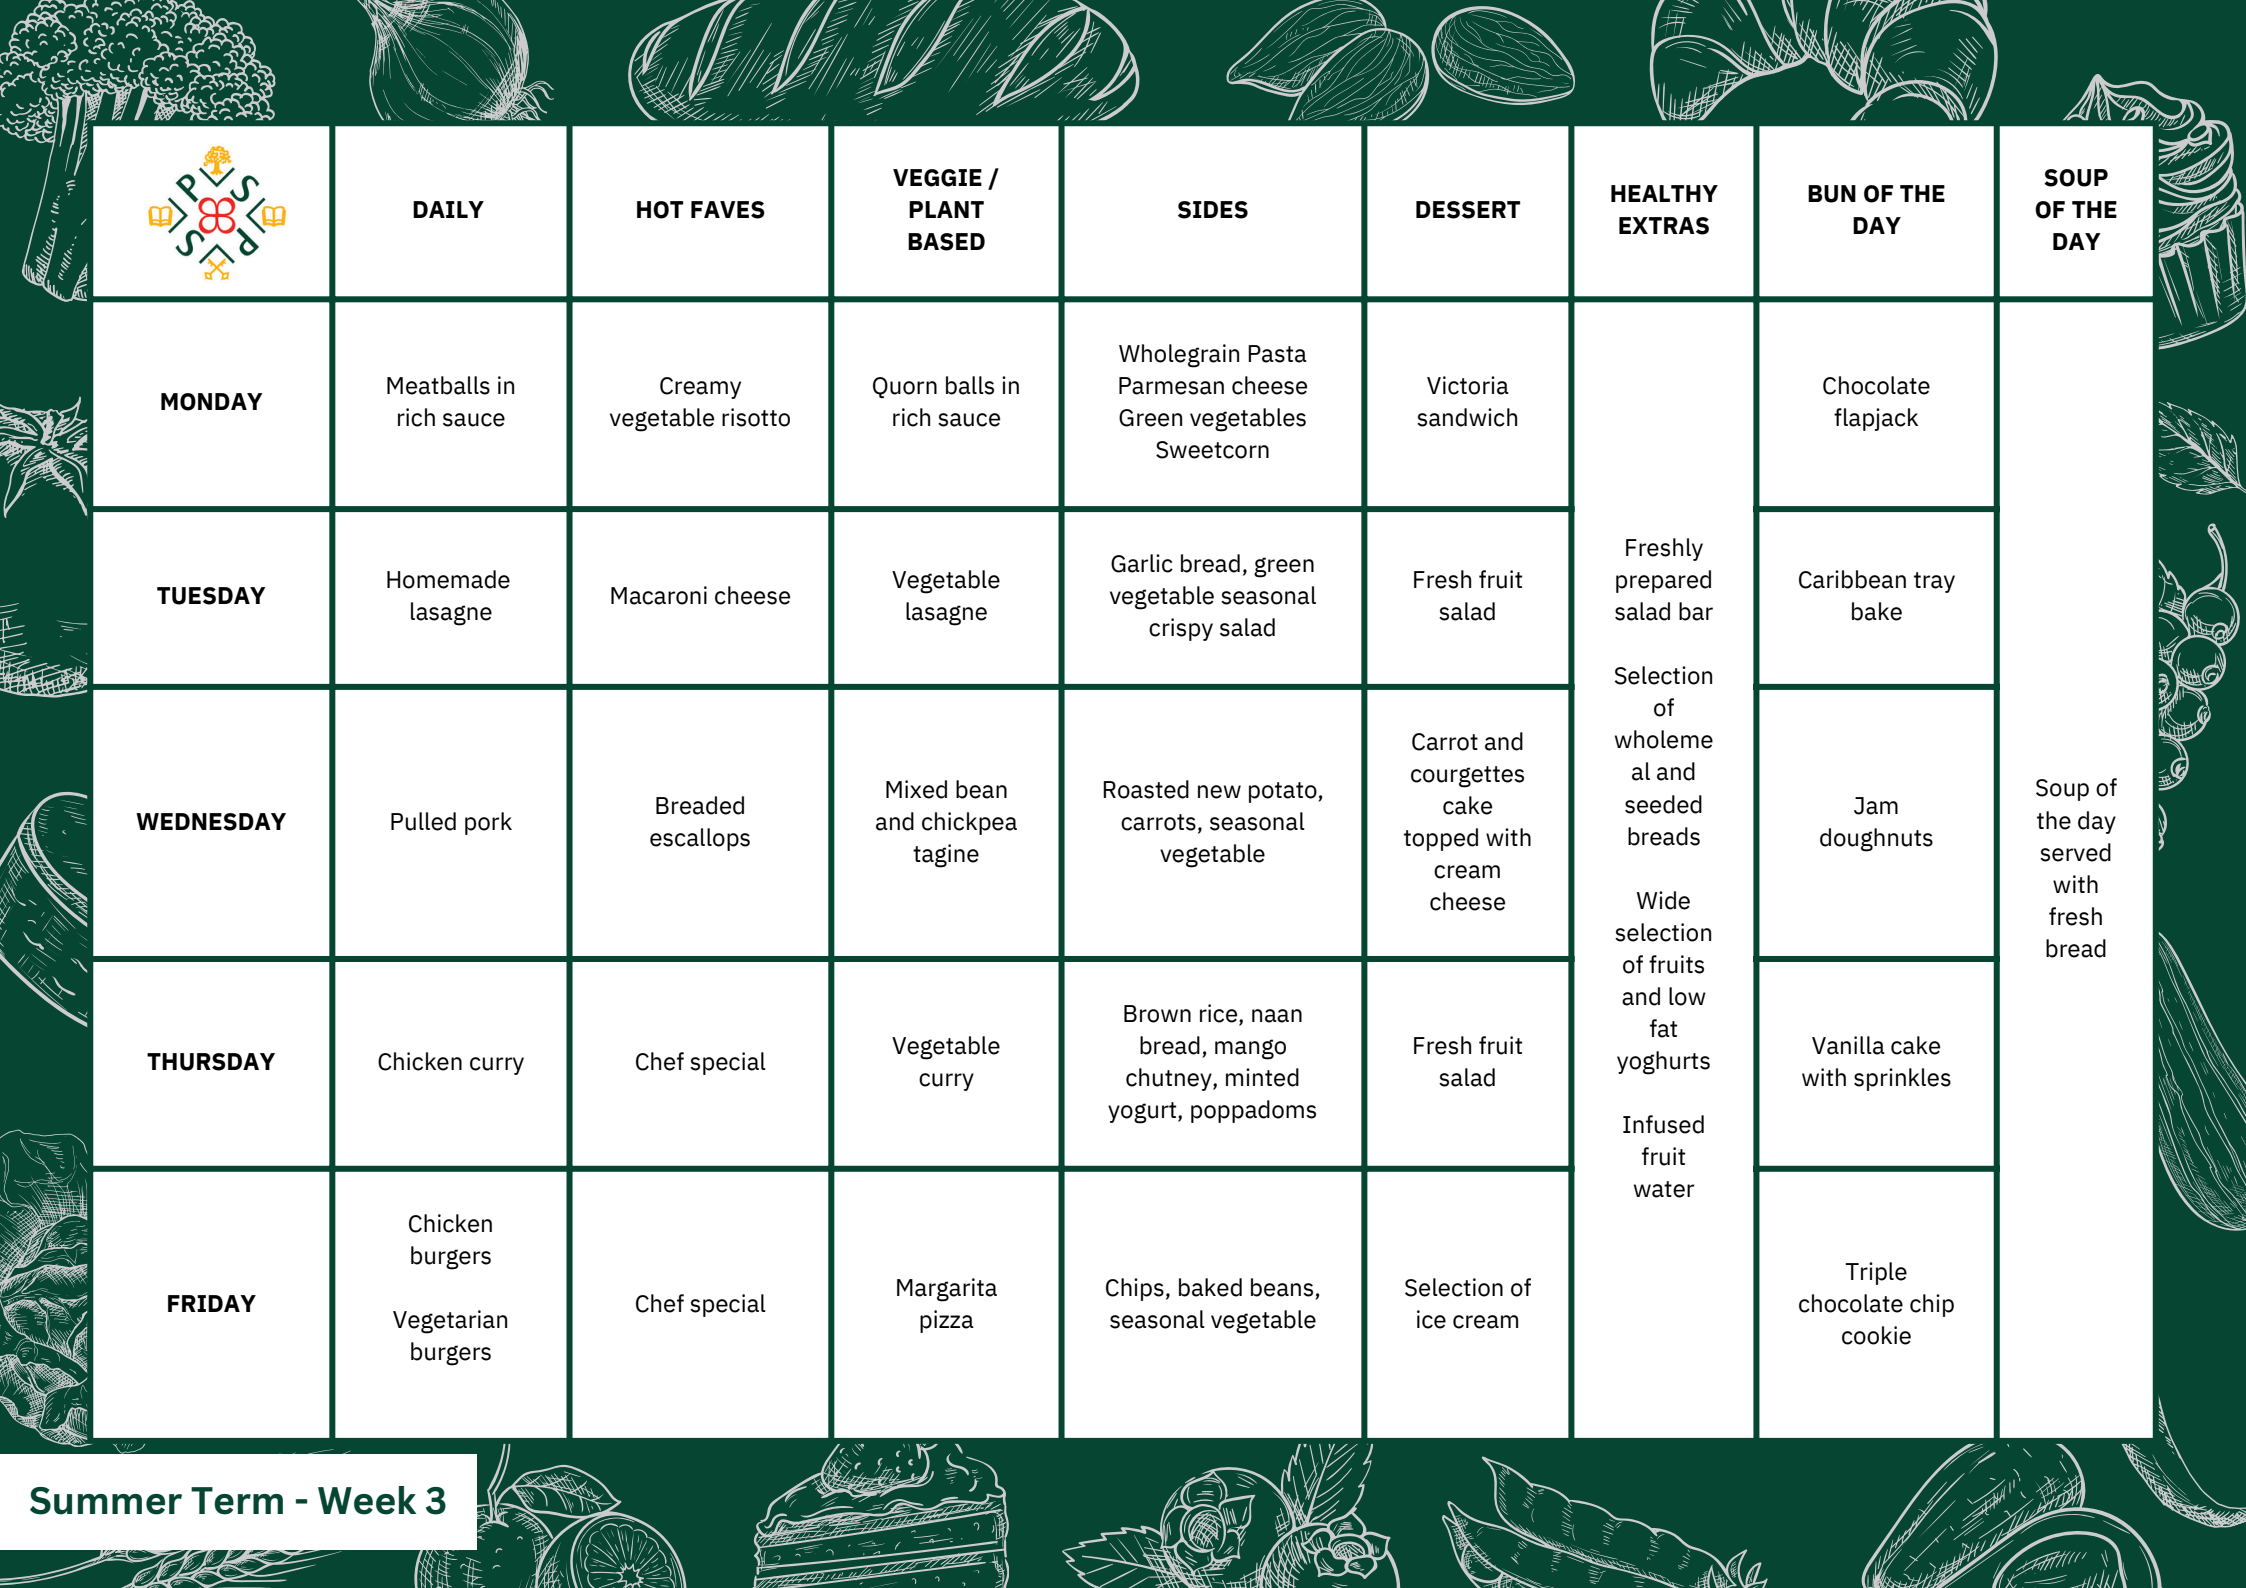 P S
S P
DAILY
HOT FAVES
VEGGIE /
PLANT
BASED
SIDES
DESSERT
HEALTHY
EXTRAS
BUN OF THE
DAY
SOUP
OF THE
DAY
MONDAY
Meatballs in
rich sauce
Creamy
vegetable risotto
Quorn balls in
rich sauce
Wholegrain Pasta
Parmesan cheese
Green vegetables
Sweetcorn
Victoria
sandwich
Chocolate
flapjack
TUESDAY
Homemade
lasagne
Macaroni cheese
Vegetable
lasagne
Garlic bread, green
vegetable seasonal
crispy salad
Fresh fruit
salad
Caribbean tray
bake
WEDNESDAY
Pulled pork
Breaded
escallops
Mixed bean
and chickpea
tagine
Roasted new potato,
carrots, seasonal
vegetable
Carrot and
courgettes
cake
topped with
cream
cheese
Jam
doughnuts
THURSDAY
Chicken curry
Chef special
Vegetable
curry
Brown rice, naan
bread, mango
chutney, minted
yogurt, poppadoms
Fresh fruit
salad
Vanilla cake
with sprinkles
FRIDAY
Chicken
burgers
Vegetarian
burgers
Chef special
Margarita
pizza
Chips, baked beans,
seasonal vegetable
Selection of
ice cream
Triple
chocolate chip
cookie
Freshly
prepared
salad bar
Selection
of
wholeme
al and
seeded
breads
Wide
selection
of fruits
and low
fat
yoghurts
Infused
fruit
water
Soup of
the day
served
with
fresh
bread
Summer Term - Week 3